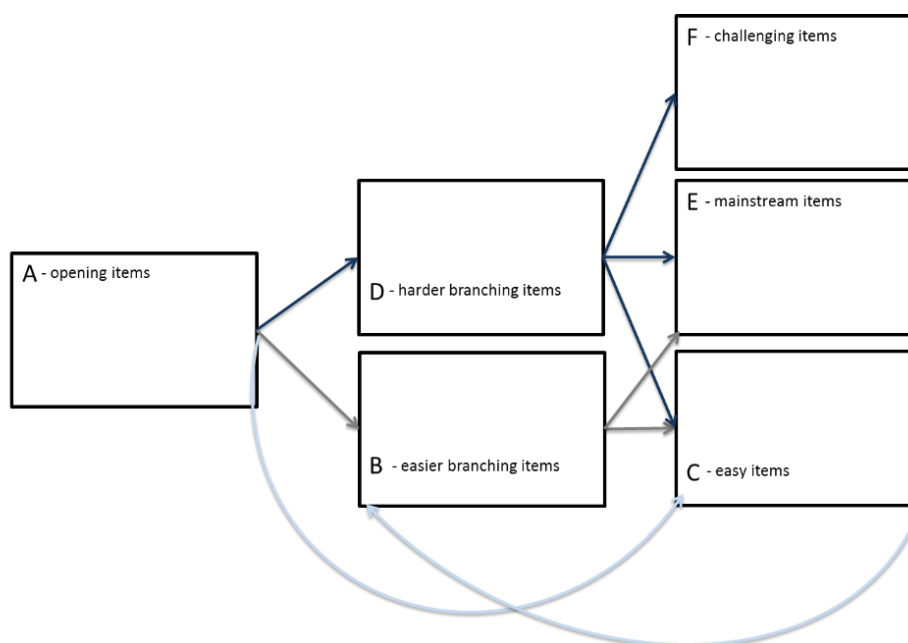 F - challenging items
E - mainstream items
A - opening items
D - harder branching items
B - easier branching items
C - easy items